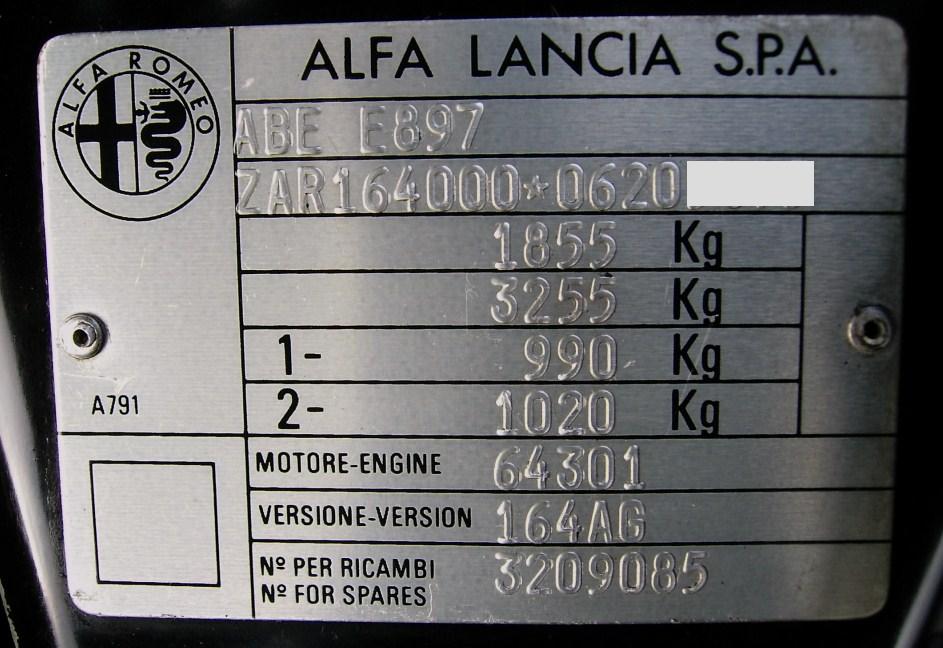 ALFA LANCIA S.P.A.
ALFA ROMEO
ABE E897
ZAR164000*0620
1855 Kg
3255 Kg
1- 990 Kg
2- 1020 Kg
A791
MOTORE-ENGINE 64301
VERSIONE-VERSION 164AG
Nº PER RICAMBI
Nº FOR SPARES 3209085